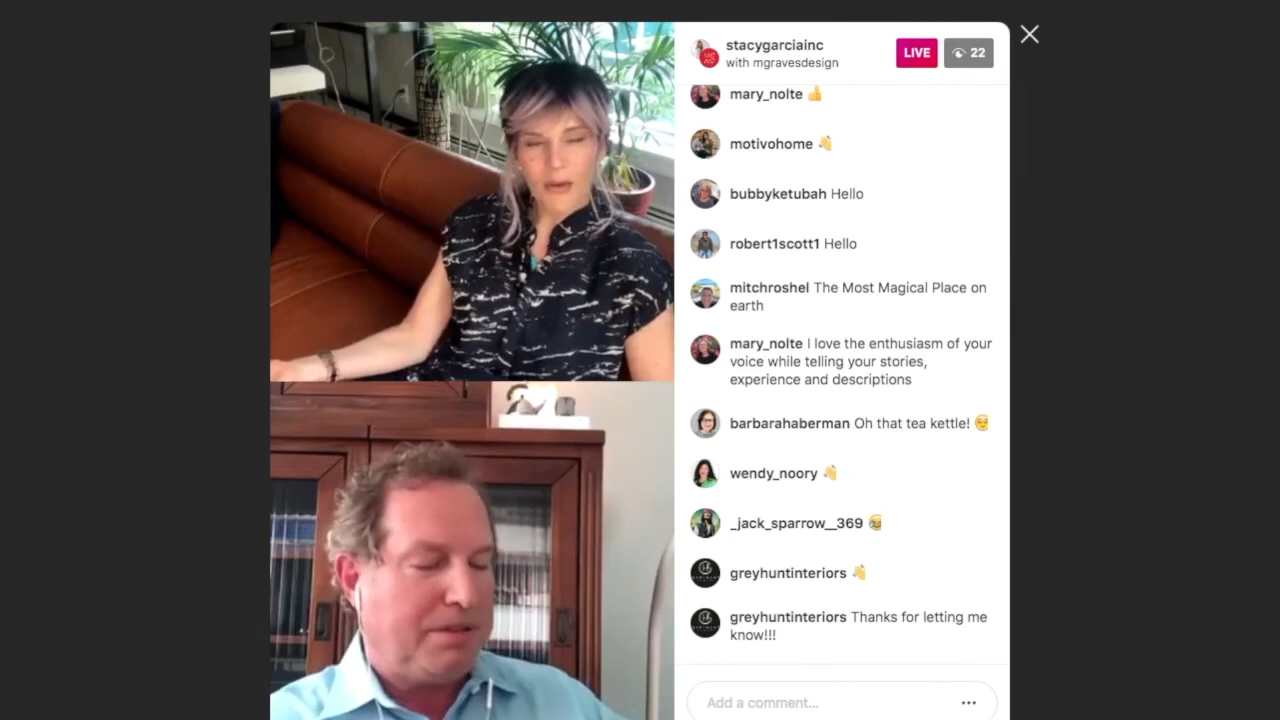 stacygarciainc
with mgravesdesign
LIVE
22
mary_nolte 👍
motivohome 👏
bubbyketubah Hello
robert1scott1 Hello
mitchroshel The Most Magical Place on
earth
mary_nolte I love the enthusiasm of your
voice while telling your stories,
experience and descriptions
barbarahaberman Oh that tea kettle! 😊
wendy_noory 👏
_jack_sparrow__369 😂
greyhuntinteriors 👏
greyhuntinteriors Thanks for letting me
know!!!
Add a comment...